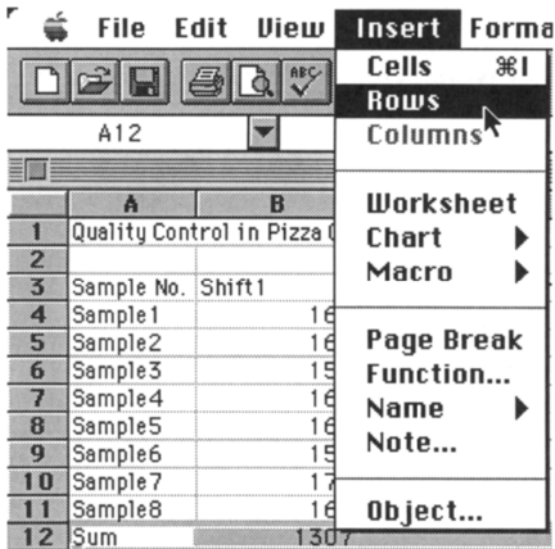 File Edit View Insert Forma
ABC
A12
Cells ⌘I
Rows
Columns
Worksheet
Chart
Macro
Page Break
Function...
Name
Note...
Object...
A B
1 Quality Control in Pizza
2
3 Sample No. Shift1
4 Sample1 16
5 Sample2 16
6 Sample3 15
7 Sample4 16
8 Sample5 16
9 Sample6 15
10 Sample7 17
11 Sample8 16
12 Sum 1307